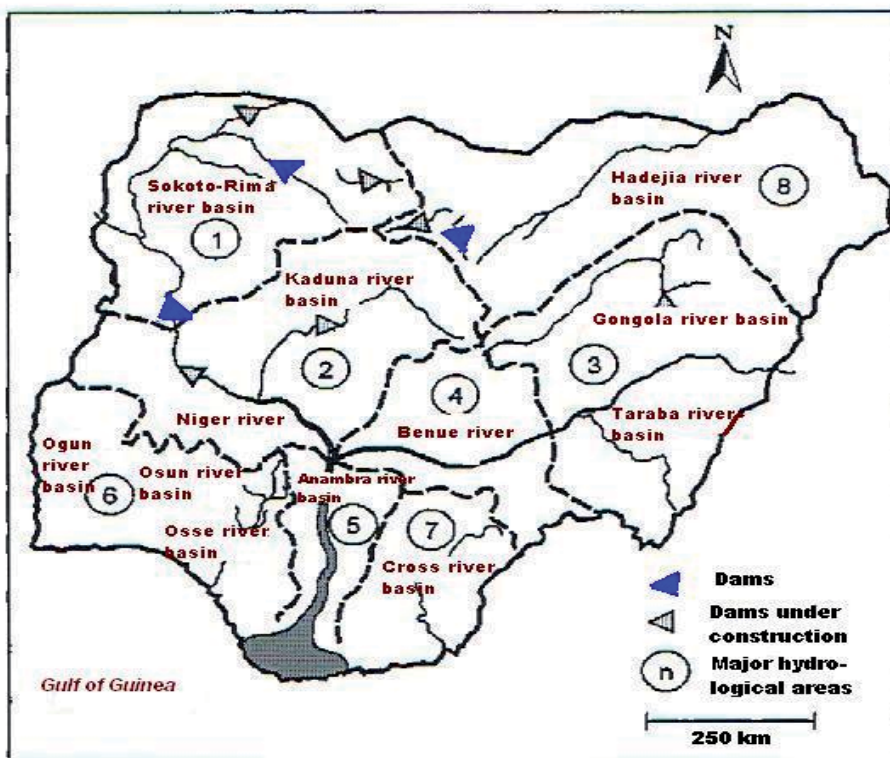 N
Sokoto-Rima
river basin
1
Hadejia river
basin
8
Kaduna river
basin
2
Gongola river basin
3
4
Benue river
Taraba river
basin
Niger river
Ogun
river
basin
6
Osun river
basin
Osse river
basin
Anambra river
basin
5
7
Cross river
basin
Gulf of Guinea
Dams
Dams under
construction
n
Major hydro-
logical areas
250 km